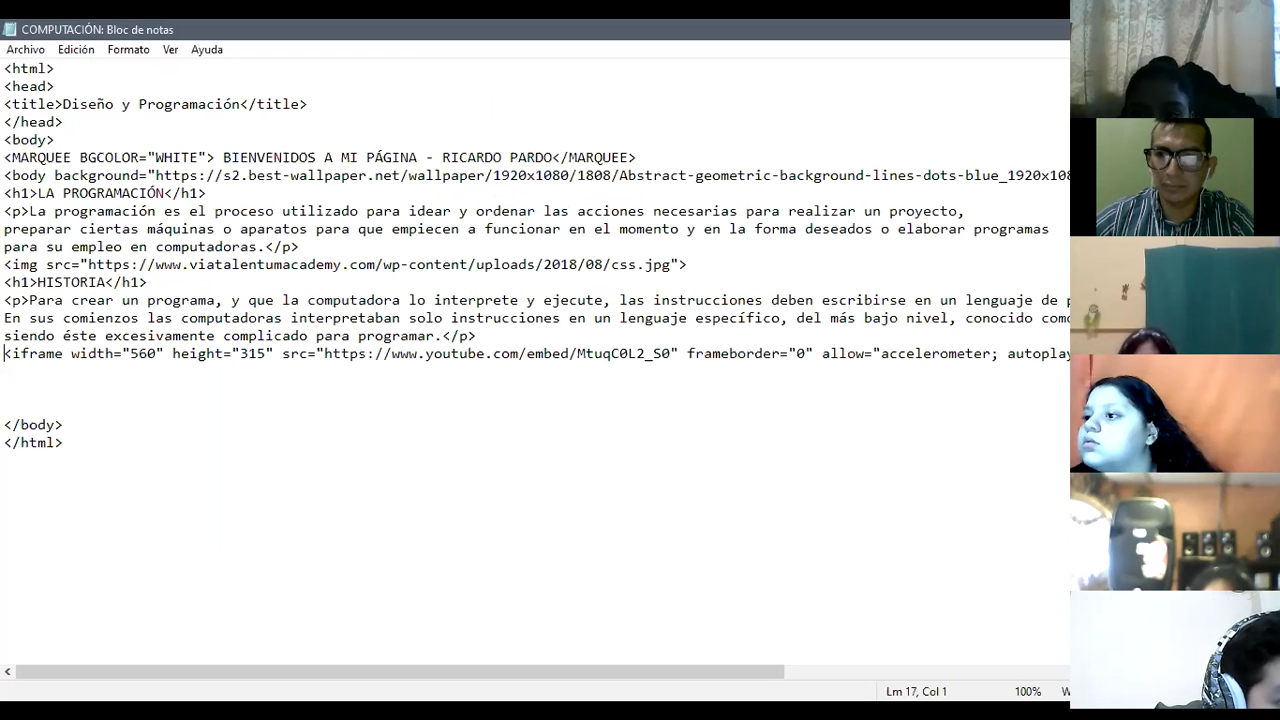 COMPUTACIÓN: Bloc de notas
Archivo Edición Formato Ver Ayuda
<html>
<head>
<title>Diseño y Programación</title>
</head>
<body>
<MARQUEE BGCOLOR="WHITE"> BIENVENIDOS A MI PÁGINA - RICARDO PARDO</MARQUEE>
<body background="https://s2.best-wallpaper.net/wallpaper/1920x1080/1808/Abstract-geometric-background-lines-dots-blue_1920x108
<h1>LA PROGRAMACIÓN</h1>
<p>La programación es el proceso utilizado para idear y ordenar las acciones necesarias para realizar un proyecto,
preparar ciertas máquinas o aparatos para que empiecen a funcionar en el momento y en la forma deseados o elaborar programas
para su empleo en computadoras.</p>
<img src="https://www.viatalentumacademy.com/wp-content/uploads/2018/08/css.jpg">
<h1>HISTORIA</h1>
<p>Para crear un programa, y que la computadora lo interprete y ejecute, las instrucciones deben escribirse en un lenguaje de p
En sus comienzos las computadoras interpretaban solo instrucciones en un lenguaje específico, del más bajo nivel, conocido como
siendo éste excesivamente complicado para programar.</p>
<iframe width="560" height="315" src="https://www.youtube.com/embed/MtuqC0L2_S0" frameborder="0" allow="accelerometer; autoplay
</body>
</html>
Lm 17, Col 1 100% W